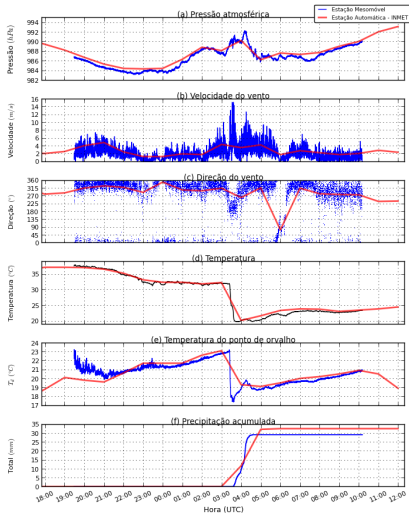 (a) Pressão atmosférica
Estação Mesomóvel
Estação Automática - INMET
994
992
990
988
986
984
982
Pressão (hPa)
(b) Velocidade do vento
16
14
12
10
8
6
4
2
0
Velocidade (m/s)
(c) Direção do vento
360
315
270
225
180
135
90
45
0
Direção (°)
(d) Temperatura
35
30
25
20
Temperatura (°C)
(e) Temperatura do ponto de orvalho
24
23
22
21
20
19
18
17
T (°C)
(f) Precipitação acumulada
35
30
25
20
15
10
5
0
Total (mm)
18:00 19:00 20:00 21:00 22:00 23:00 00:00 01:00 02:00 03:00 04:00 05:00 06:00 07:00 08:00 09:00 10:00 11:00 12:00
Hora (UTC)